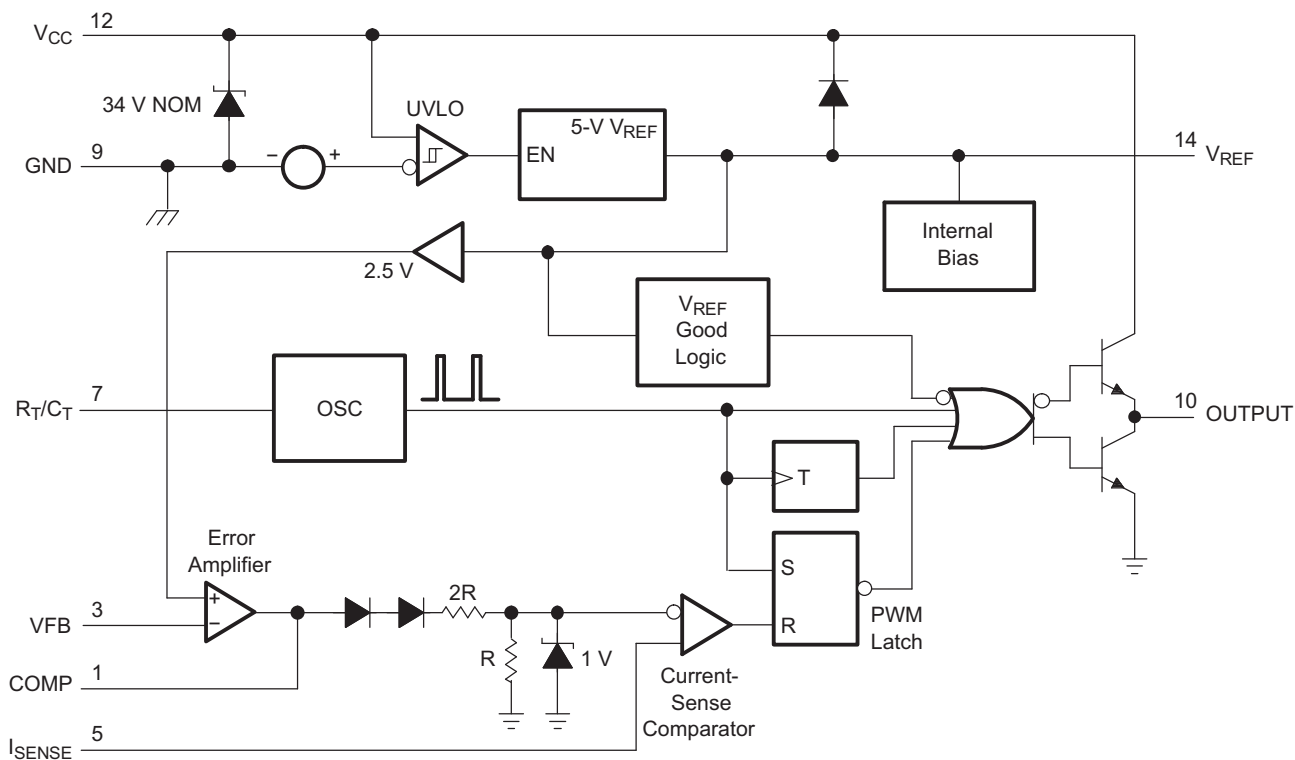 12
VCC
34 V NOM
UVLO
5-V VREF
EN
9
GND
− +
14
VREF
2.5 V
Internal
Bias
VREF
Good
Logic
7
RT/CT
OSC
10
OUTPUT
T
Error
Amplifier
+
−
3
VFB
2R
R
1 V
S
R
PWM
Latch
1
COMP
Current-
Sense
Comparator
5
ISENSE